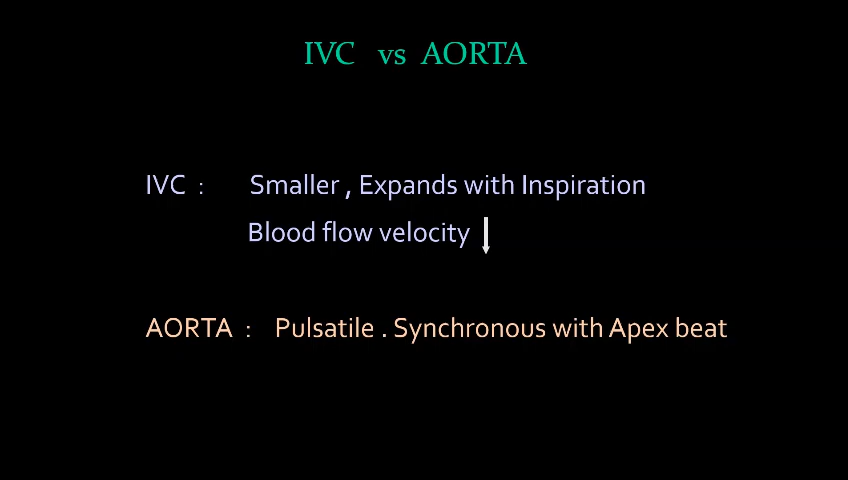 IVC vs AORTA
IVC : Smaller , Expands with Inspiration
Blood flow velocity ↓
AORTA : Pulsatile . Synchronous with Apex beat